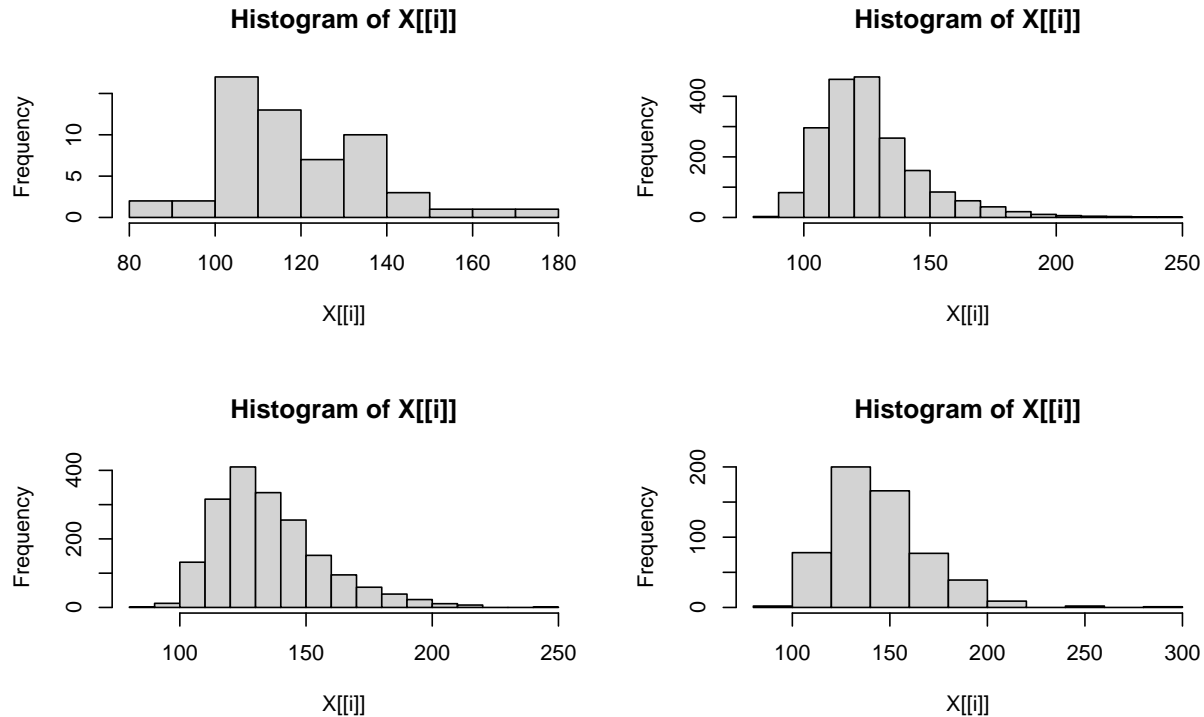 Histogram of X[[i]]
Frequency
0 5 10
80 100 120 140 160 180
X[[i]]
Histogram of X[[i]]
Frequency
0 200 400
100 150 200 250
X[[i]]
Histogram of X[[i]]
Frequency
0 200 400
100 150 200 250
X[[i]]
Histogram of X[[i]]
Frequency
0 100 200
100 150 200 250 300
X[[i]]